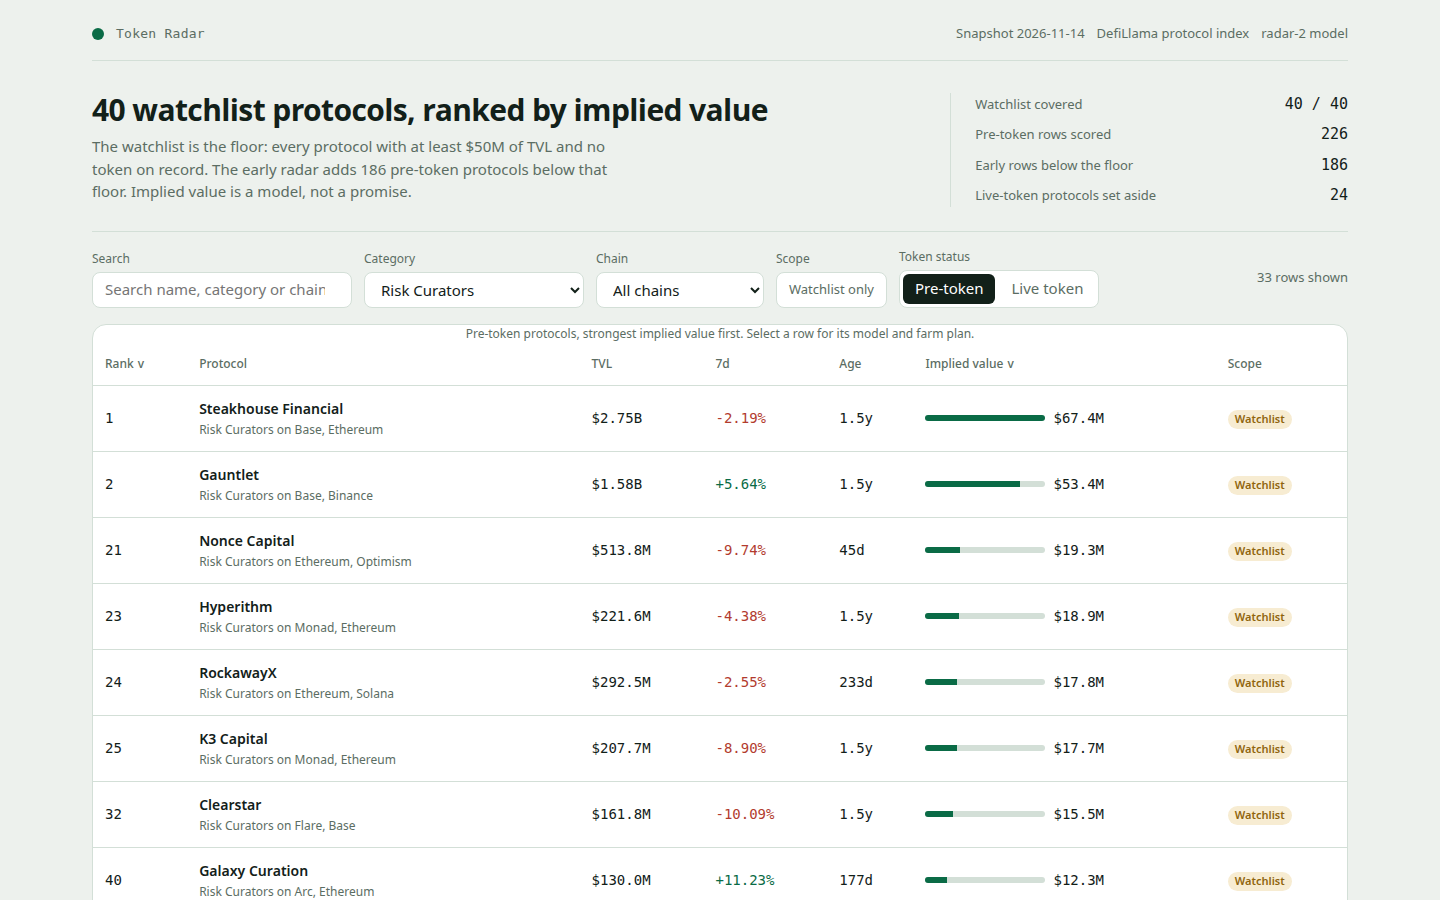 Token Radar
Snapshot 2026-11-14 DefiLlama protocol index radar-2 model
40 watchlist protocols, ranked by implied value
The watchlist is the floor: every protocol with at least $50M of TVL and no
token on record. The early radar adds 186 pre-token protocols below that
floor. Implied value is a model, not a promise.
Watchlist covered 40 / 40
Pre-token rows scored 226
Early rows below the floor 186
Live-token protocols set aside 24
Search Category Chain Scope Token status
Search name, category or chain Risk Curators All chains Watchlist only Pre-token Live token 33 rows shown
Pre-token protocols, strongest implied value first. Select a row for its model and farm plan.
Rank v Protocol TVL 7d Age Implied value v Scope
1 Steakhouse Financial $2.75B -2.19% 1.5y $67.4M Watchlist
Risk Curators on Base, Ethereum
2 Gauntlet $1.58B +5.64% 1.5y $53.4M Watchlist
Risk Curators on Base, Binance
21 Nonce Capital $513.8M -9.74% 45d $19.3M Watchlist
Risk Curators on Ethereum, Optimism
23 Hyperithm $221.6M -4.38% 1.5y $18.9M Watchlist
Risk Curators on Monad, Ethereum
24 RockawayX $292.5M -2.55% 233d $17.8M Watchlist
Risk Curators on Ethereum, Solana
25 K3 Capital $207.7M -8.90% 1.5y $17.7M Watchlist
Risk Curators on Monad, Ethereum
32 Clearstar $161.8M -10.09% 1.5y $15.5M Watchlist
Risk Curators on Flare, Base
40 Galaxy Curation $130.0M +11.23% 177d $12.3M Watchlist
Risk Curators on Arc, Ethereum